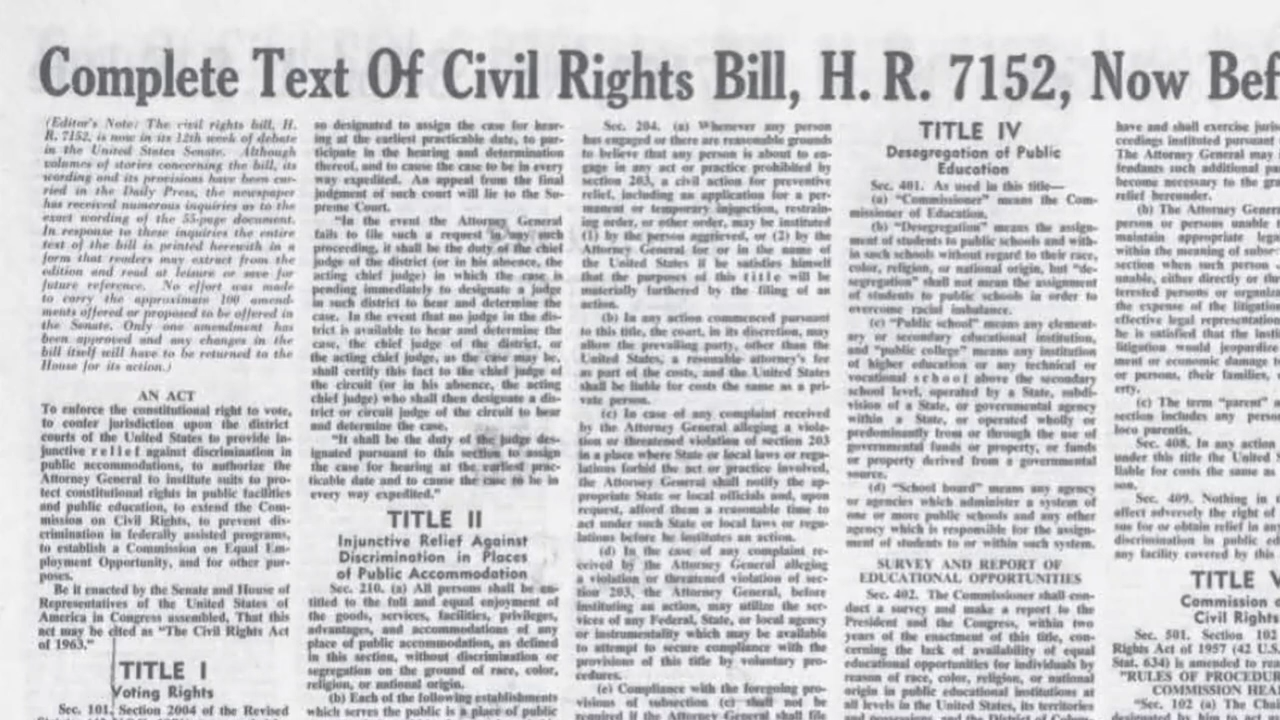 Complete Text Of Civil Rights Bill, H. R. 7152, Now Bef
(Editor's Note: The civil rights bill, H.
R. 7152, is now in its 12th week of debate
in the United States Senate. Although
volumes of stories concerning the bill, its
wording and its provisions have been car-
ried in the Daily Press, the newspaper
has received numerous inquiries as to the
exact wording of the 55-page document.
In response to these inquiries the entire
text of the bill is printed herewith in a
form that readers may extract from the
edition and read at leisure or save for
future reference. No effort was made
to carry the approximate 100 amend-
ments offered or proposed to be offered in
the Senate. Only one amendment has
been approved and any changes in the
bill itself will have to be returned to the
House for its action.)
AN ACT
To enforce the constitutional right to vote,
to confer jurisdiction upon the district
courts of the United States to provide in-
junctive relief against discrimination in
public accommodations, to authorize the
Attorney General to institute suits to pro-
tect constitutional rights in public facilities
and public education, to extend the Com-
mission on Civil Rights, to prevent dis-
crimination in federally assisted programs,
to establish a Commission on Equal Em-
ployment Opportunity, and for other pur-
poses.
Be it enacted by the Senate and House of
Representatives of the United States of
America in Congress assembled, That this
act may be cited as "The Civil Rights Act
of 1963."
TITLE I
Voting Rights
Sec. 101, Section 2004 of the Revised
so designated to assign the case for hear-
ing at the earliest practicable date, to par-
ticipate in the hearing and determination
thereof, and to cause the case to be in every
way expedited. An appeal from the final
judgment of such court will lie to the Su-
preme Court.
"In the event the Attorney General
fails to file such a request in any such
proceeding, it shall be the duty of the chief
judge of the district (or in his absence, the
acting chief judge) in which the case is
pending immediately to designate a judge
in such district to hear and determine the
case. In the event that no judge in the dis-
trict is available to hear and determine the
case, the chief judge of the district, or
the acting chief judge, as the case may be,
shall certify this fact to the chief judge of
the circuit (or in his absence, the acting
chief judge) who shall then designate a dis-
trict or circuit judge of the circuit to hear
and determine the case.
"It shall be the duty of the judge des-
ignated pursuant to this section to assign
the case for hearing at the earliest prac-
ticable date and to cause the case to be in
every way expedited."
TITLE II
Injunctive Relief Against
Discrimination in Places
of Public Accommodation
Sec. 210. (a) All persons shall be en-
titled to the full and equal enjoyment of
the goods, services, facilities, privileges,
advantages, and accommodations of any
place of public accommodation, as defined
in this section, without discrimination or
segregation on the ground of race, color,
religion, or national origin.
(b) Each of the following establishments
which serves the public is a place of public
Sec. 204. (a) Whenever any person
has engaged or there are reasonable grounds
to believe that any person is about to en-
gage in any act or practice prohibited by
section 203, a civil action for preventive
relief, including an application for a per-
manent or temporary injunction, restrain-
ing order, or other order, may be instituted
(1) by the person aggrieved, or (2) by the
Attorney General for or in the name of
the United States if he satisfies himself
that the purposes of this title will be
materially furthered by the filing of an
action.
(b) In any action commenced pursuant
to this title, the court, in its discretion, may
allow the prevailing party, other than the
United States, a resonable attorney's fee
as part of the costs, and the United States
shall be liable for costs the same as a pri-
vate person.
(c) In case of any complaint received
by the Attorney General alleging a viola-
tion or threatened violation of section 203
in a place where State or local laws or regu-
lations forbid the act or practice involved,
the Attorney General shall notify the ap-
propriate State or local officials and, upon
request, afford them a reasonable time to
act under such State or local laws or regu-
lations before he institutes an action.
(d) In the case of any complaint re-
ceived by the Attorney General alleging
a violation or threatened violation of sec-
tion 203, the Attorney General, before
instituting an action, may utilize the ser-
vices of any Federal, State, or local agency
or instrumentality which may be available
to attempt to secure compliance with the
provisions of this title by voluntary pro-
cedures.
(e) Compliance with the foregoing pro-
visions of subsection (c) shall not be
required if the Attorney General shall file
TITLE IV
Desegregation of Public
Education
Sec. 401. As used in this title—
(a) "Commissioner" means the Com-
missioner of Education.
(b) "Desegregation" means the assign-
ment of students to public schools and with-
in such schools without regard to their race,
color, religion, or national origin, but "de-
segregation" shall not mean the assignment
of students to public schools in order to
overcome racial imbalance.
(c) "Public school" means any element-
ary or secondary educational institution,
and "public college" means any institution
of higher education or any technical or
vocational school above the secondary
school level, operated by a State, subdi-
vision of a State, or governmental agency
within a State, or operated wholly or
predominantly from or through the use of
governmental funds or property, or funds
or property derived from a governmental
source.
(d) "School board" means any agency
or agencies which administer a system of
one or more public schools and any other
agency which is responsible for the assign-
ment of students to or within such system.
SURVEY AND REPORT OF
EDUCATIONAL OPPORTUNITIES
Sec. 402. The Commissioner shall con-
duct a survey and make a report to the
President and the Congress, within two
years of the enactment of this title, con-
cerning the lack of availability of equal
educational opportunities for individuals by
reason of race, color, religion, or national
origin in public educational institutions at
all levels in the United States, its territories
have and shall exercise juris
ceedings instituted pursuant
The Attorney General may
fendants such additional pa
become necessary to the gr
relief hereunder.
(b) The Attorney Gener
person or persons unable
maintain appropriate lega
within the meaning of subse
section when such person
unable, either directly or th
terested persons or organiza
the expense of the litigation
effective legal representation
he is satisfied that the insti
litigation would jeopardize
ment or economic damage
or persons, their families,
erty.
(c) The term "parent" a
section includes any person
loco parentis.
Sec. 408. In any action
under this title the United S
liable for costs the same as
son.
Sec. 409. Nothing in t
affect adversely the right of
sue for or obtain relief in an
discrimination in public ed
any facility covered by this
TITLE V
Commission o
Civil Rights
Sec. 501. Section 102
Rights Act of 1957 (42 U.S.
Stat. 634) is amended to rea
"RULES OF PROCEDUR
COMMISSION HEA
"Sec. 102 (a) The Chai